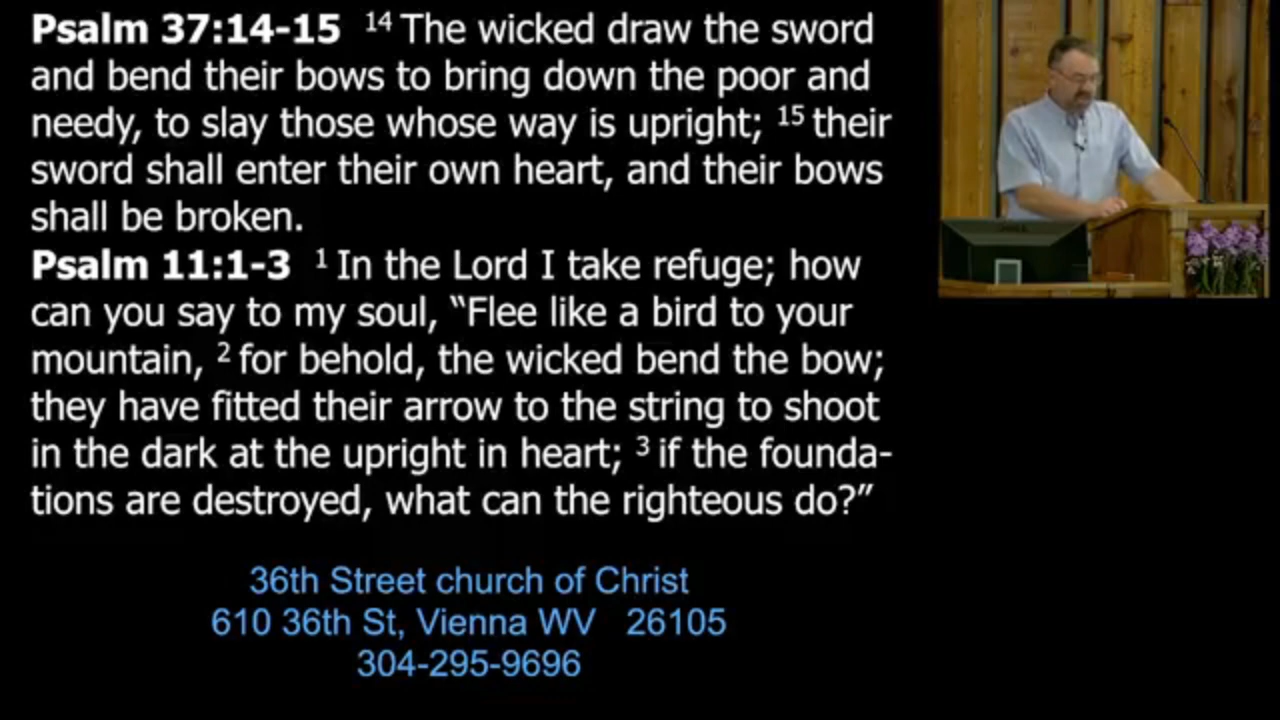 Psalm 37:14-15 14 The wicked draw the sword
and bend their bows to bring down the poor and
needy, to slay those whose way is upright; 15 their
sword shall enter their own heart, and their bows
shall be broken.
Psalm 11:1-3 1 In the Lord I take refuge; how
can you say to my soul, “Flee like a bird to your
mountain, 2 for behold, the wicked bend the bow;
they have fitted their arrow to the string to shoot
in the dark at the upright in heart; 3 if the founda-
tions are destroyed, what can the righteous do?”
36th Street church of Christ
610 36th St, Vienna WV 26105
304-295-9696